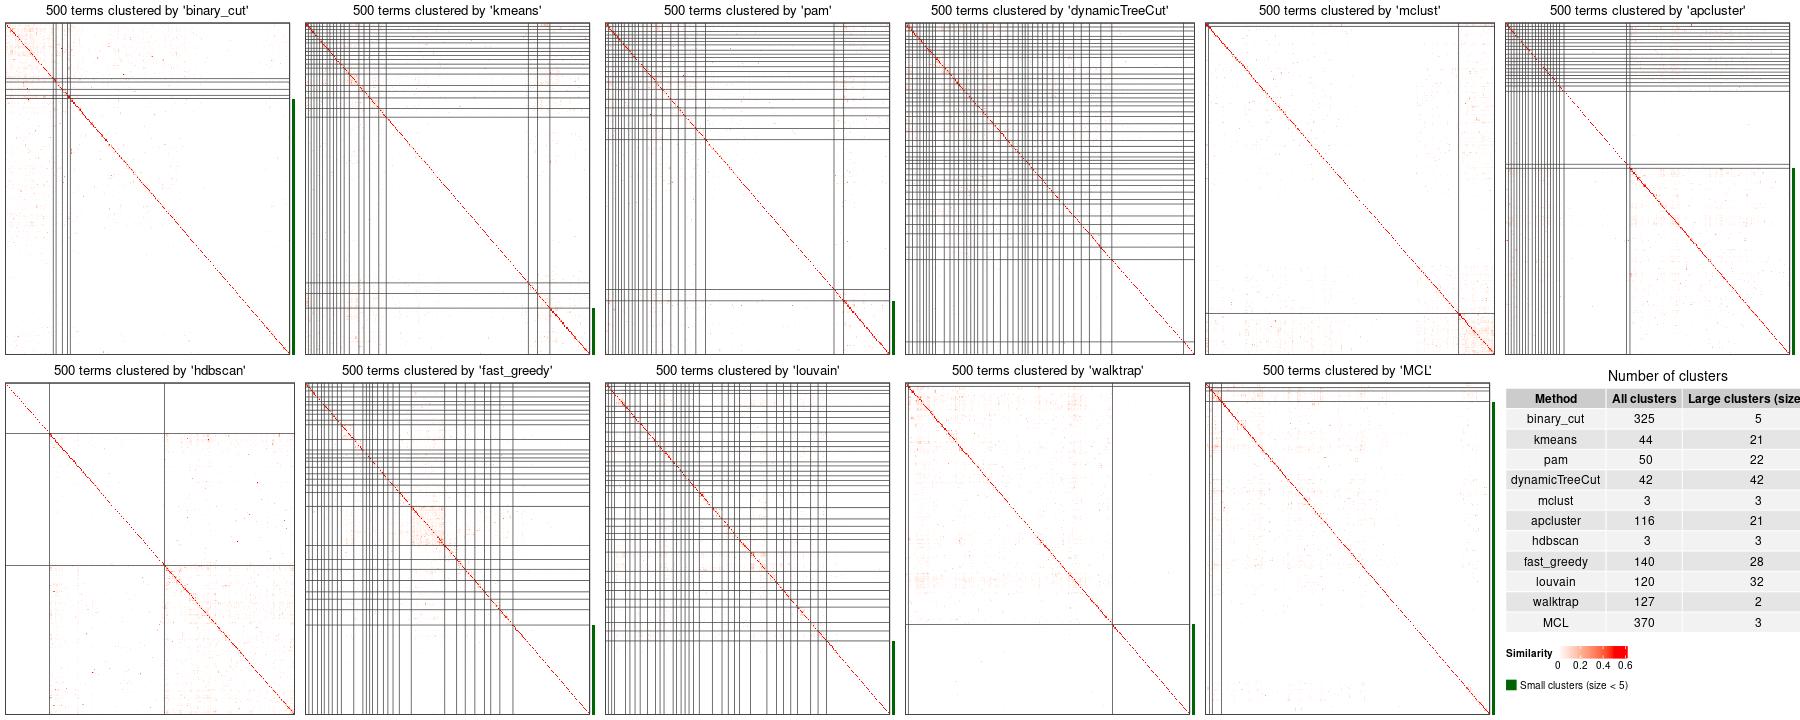 500 terms clustered by 'binary_cut'
500 terms clustered by 'kmeans'
500 terms clustered by 'pam'
500 terms clustered by 'dynamicTreeCut'
500 terms clustered by 'mclust'
500 terms clustered by 'apcluster'
500 terms clustered by 'hdbscan'
500 terms clustered by 'fast_greedy'
500 terms clustered by 'louvain'
500 terms clustered by 'walktrap'
500 terms clustered by 'MCL'
Number of clusters
Method All clusters Large clusters (size
binary_cut 325 5
kmeans 44 21
pam 50 22
dynamicTreeCut 42 42
mclust 3 3
apcluster 116 21
hdbscan 3 3
fast_greedy 140 28
louvain 120 32
walktrap 127 2
MCL 370 3
Similarity
0 0.2 0.4 0.6
Small clusters (size < 5)